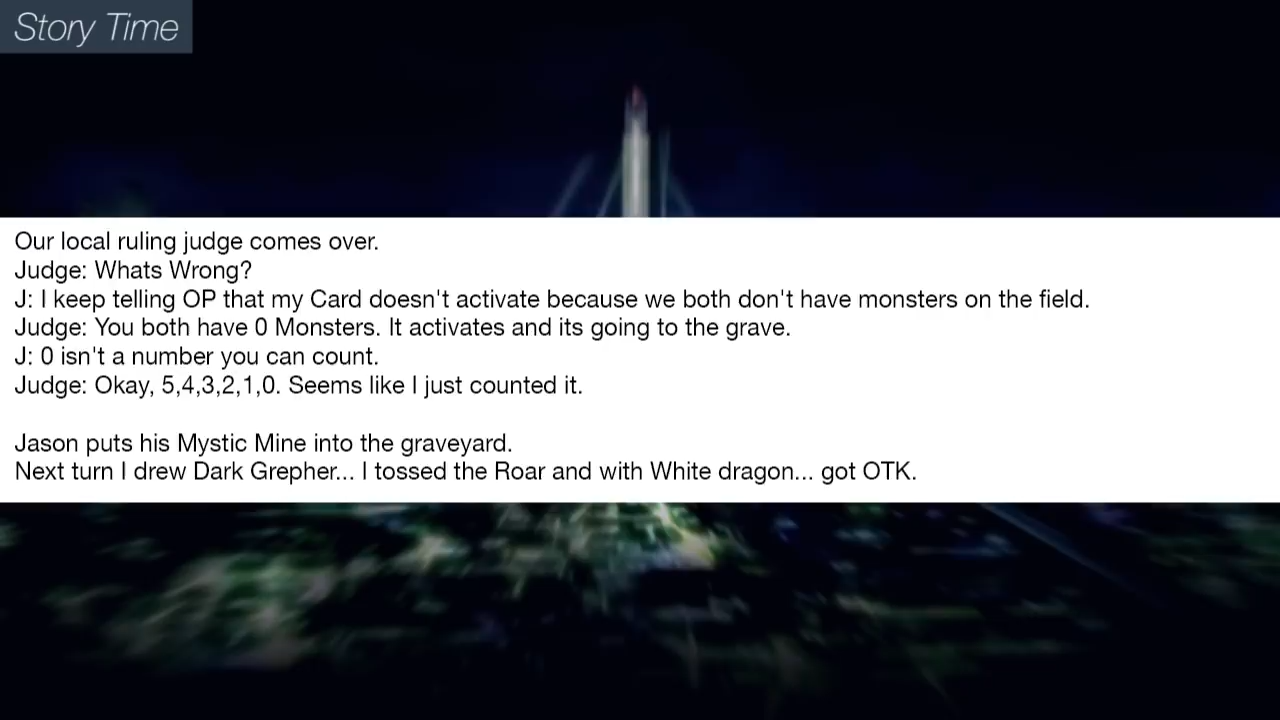 Story Time
Our local ruling judge comes over.
Judge: Whats Wrong?
J: I keep telling OP that my Card doesn't activate because we both don't have monsters on the field.
Judge: You both have 0 Monsters. It activates and its going to the grave.
J: 0 isn't a number you can count.
Judge: Okay, 5,4,3,2,1,0. Seems like I just counted it.
Jason puts his Mystic Mine into the graveyard.
Next turn I drew Dark Grepher... I tossed the Roar and with White dragon... got OTK.